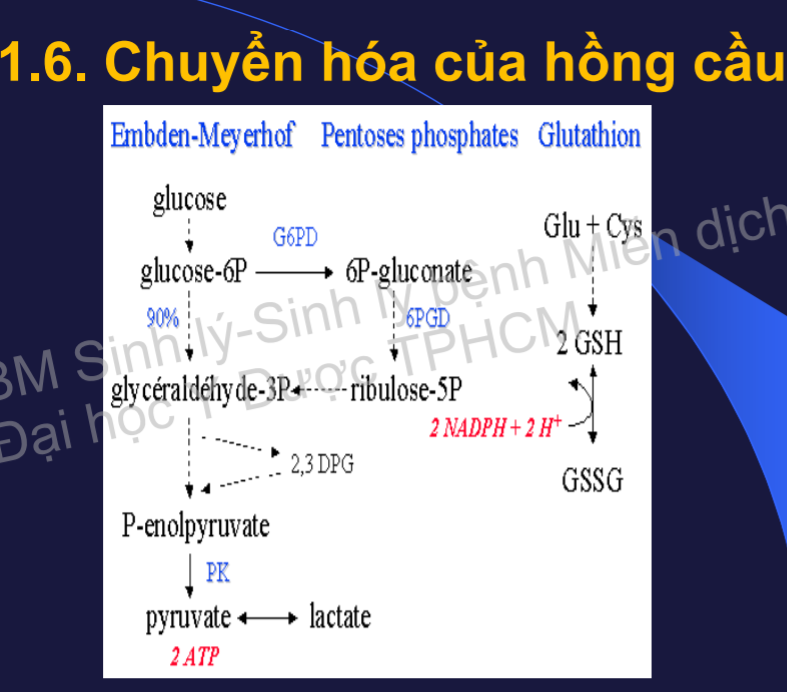 1.6. Chuyển hóa của hồng cầu
Embden-Meyerhof Pentoses phosphates Glutathion
glucose
Glu + Cys
G6PD
glucose-6P 6P-gluconate
90% 6PGD
2 GSH
glycéraldéhyde-3P ribulose-5P
2 NADPH + 2 H+
2,3 DPG
GSSG
P-enolpyruvate
PK
pyruvate lactate
2 ATP
BM Sinh lý-Sinh lý bệnh Miễn dịch
Đại học Y Dược TPHCM